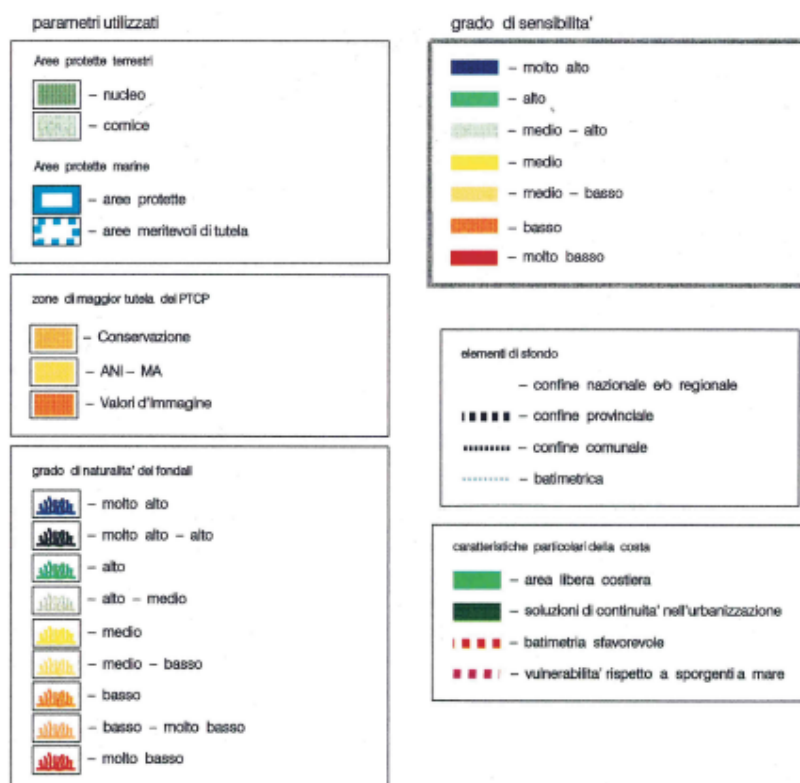 parametri utilizzati
Aree protette terrestri
– nucleo
– cornice
Aree protette marine
– aree protette
– aree meritevoli di tutela
zone di maggior tutela del PTCP
– Conservazione
– ANI – MA
– Valori d'immagine
grado di naturalita' dei fondali
– molto alto
– molto alto – alto
– alto
– alto – medio
– medio
– medio – basso
– basso
– basso – molto basso
– molto basso
grado di sensibilita'
– molto alto
– alto
– medio – alto
– medio
– medio – basso
– basso
– molto basso
elementi di sfondo
– confine nazionale e/o regionale
– confine provinciale
– confine comunale
– batimetrica
caratteristiche particolari della costa
– area libera costiera
– soluzioni di continuita' nell'urbanizzazione
– batimetria sfavorevole
– vulnerabilita' rispetto a sporgenti a mare